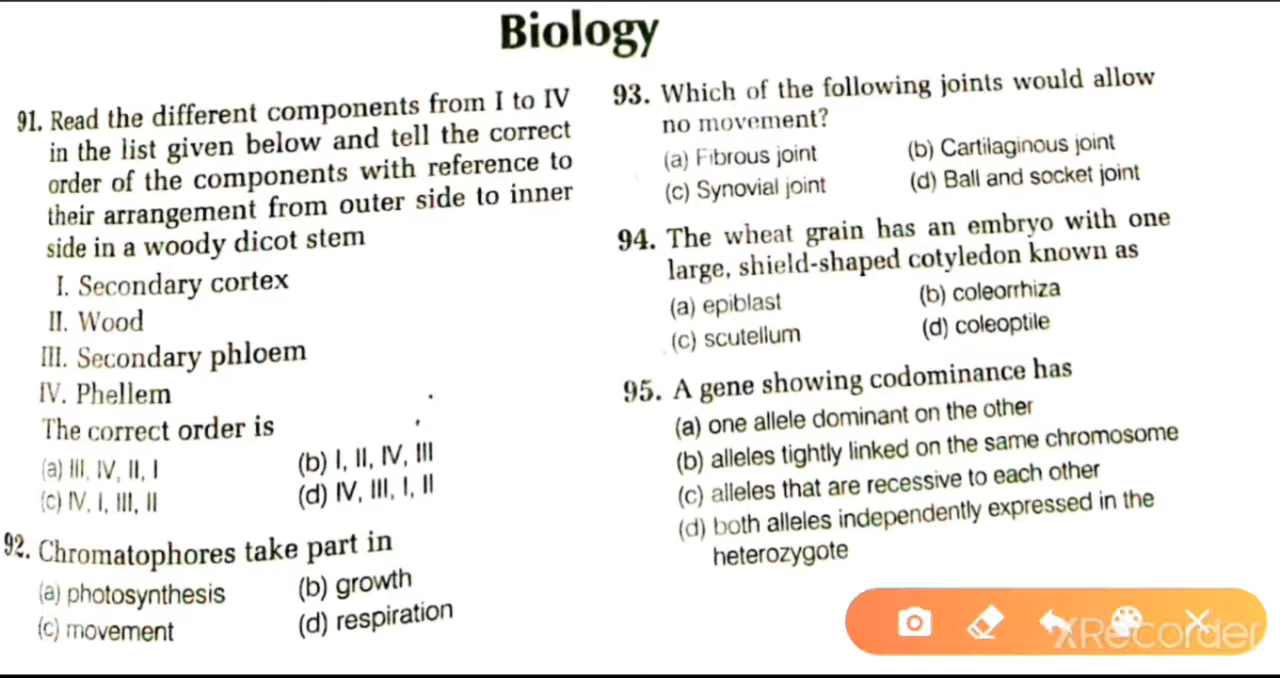 Biology
91. Read the different components from I to IV
in the list given below and tell the correct
order of the components with reference to
their arrangement from outer side to inner
side in a woody dicot stem
I. Secondary cortex
II. Wood
III. Secondary phloem
IV. Phellem
The correct order is
(a) III, IV, II, I
(b) I, II, IV, III
(c) IV, I, III, II
(d) IV, III, I, II
92. Chromatophores take part in
(a) photosynthesis
(b) growth
(c) movement
(d) respiration
93. Which of the following joints would allow
no movement?
(a) Fibrous joint
(b) Cartilaginous joint
(c) Synovial joint
(d) Ball and socket joint
94. The wheat grain has an embryo with one
large, shield-shaped cotyledon known as
(a) epiblast
(b) coleorrhiza
(c) scutellum
(d) coleoptile
95. A gene showing codominance has
(a) one allele dominant on the other
(b) alleles tightly linked on the same chromosome
(c) alleles that are recessive to each other
(d) both alleles independently expressed in the
heterozygote
XRecorder